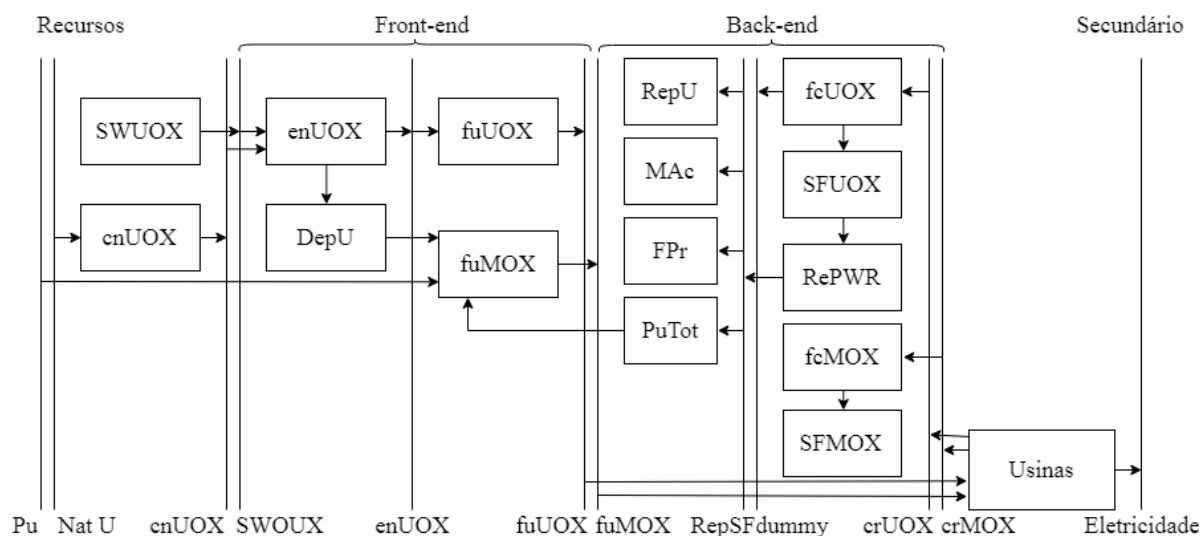 Recursos Front-end Back-end Secundário
RepU fcUOX
SWUOX enUOX fuUOX
MAc SFUOX
cnUOX DepU fuMOX FPr RePWR
PuTot fcMOX
SFMOX Usinas
Pu Nat U cnUOX SWOUX enUOX fuUOX fuMOX RepSFdummy crUOX crMOX Eletricidade